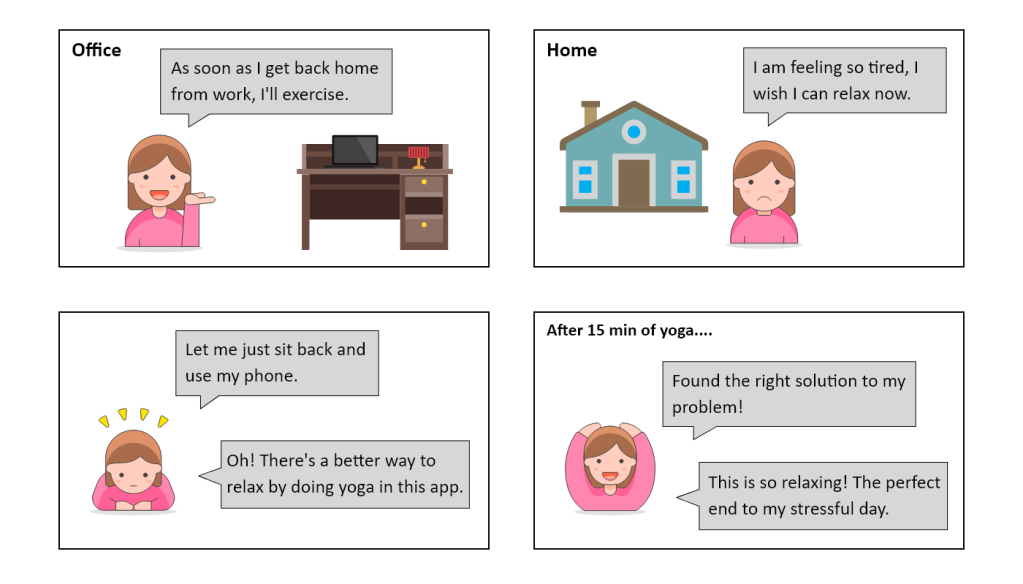 Office
As soon as I get back home
from work, I'll exercise.
Home
I am feeling so tired, I
wish I can relax now.
Let me just sit back and
use my phone.
Oh! There's a better way to
relax by doing yoga in this app.
After 15 min of yoga....
Found the right solution to my
problem!
This is so relaxing! The perfect
end to my stressful day.